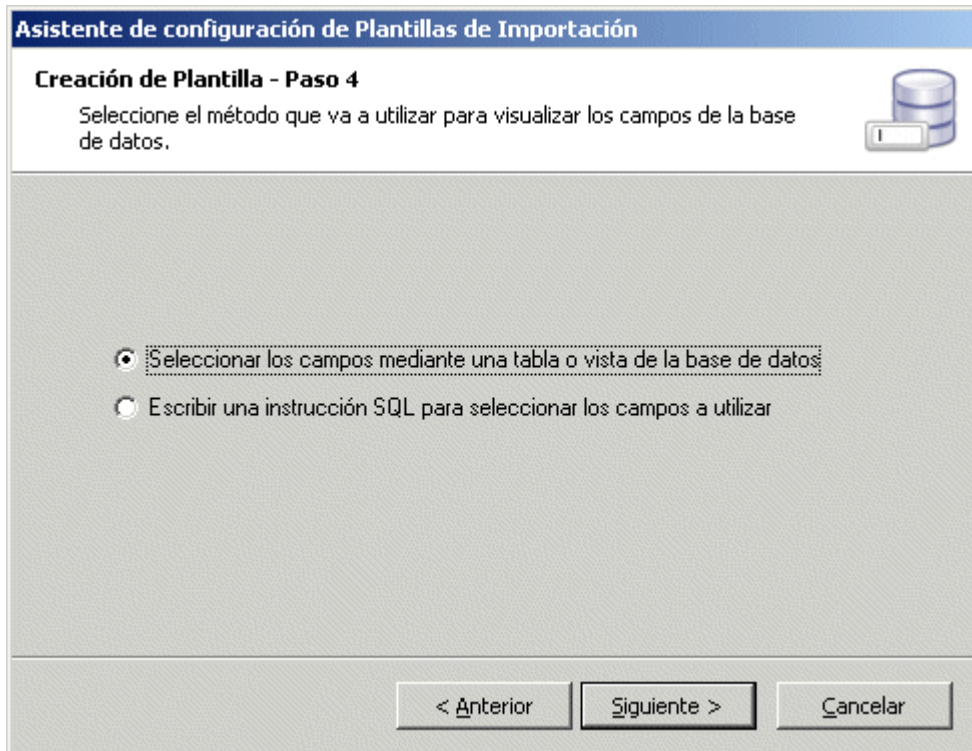 Asistente de configuración de Plantillas de Importación
Creación de Plantilla - Paso 4
Seleccione el método que va a utilizar para visualizar los campos de la base
de datos.
Seleccionar los campos mediante una tabla o vista de la base de datos
Escribir una instrucción SQL para seleccionar los campos a utilizar
< Anterior
Siguiente >
Cancelar